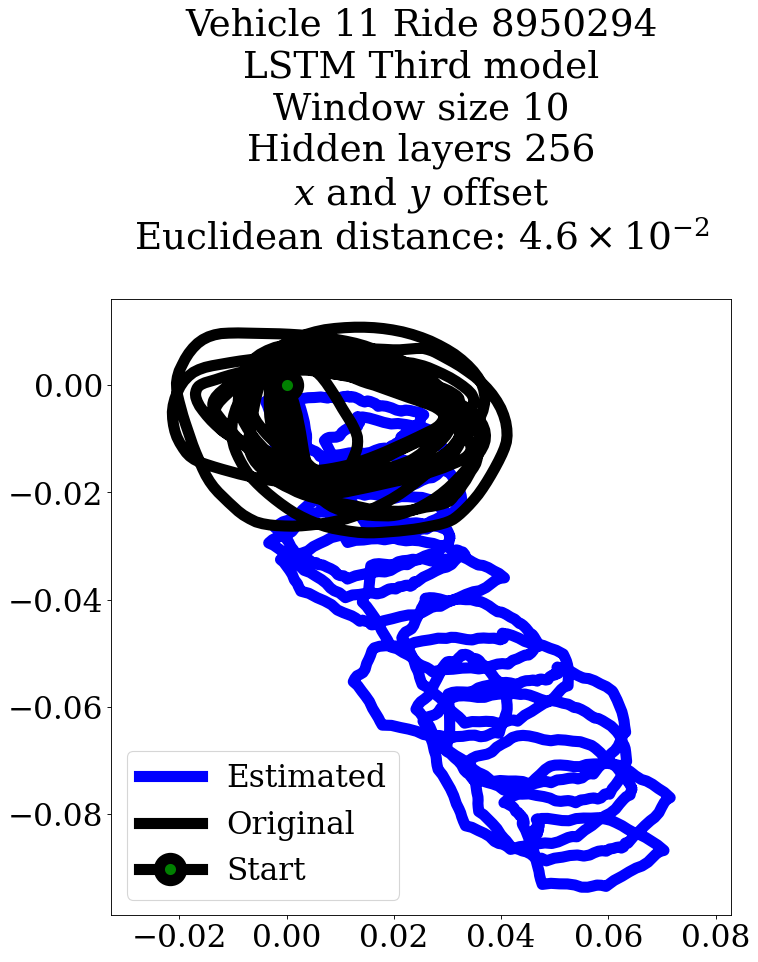 Vehicle 11 Ride 8950294
LSTM Third model
Window size 10
Hidden layers 256
x and y offset
Euclidean distance: 4.6 × 10⁻²
0.00
−0.02
−0.04
−0.06
−0.08
Estimated
Original
Start
−0.02 0.00 0.02 0.04 0.06 0.08